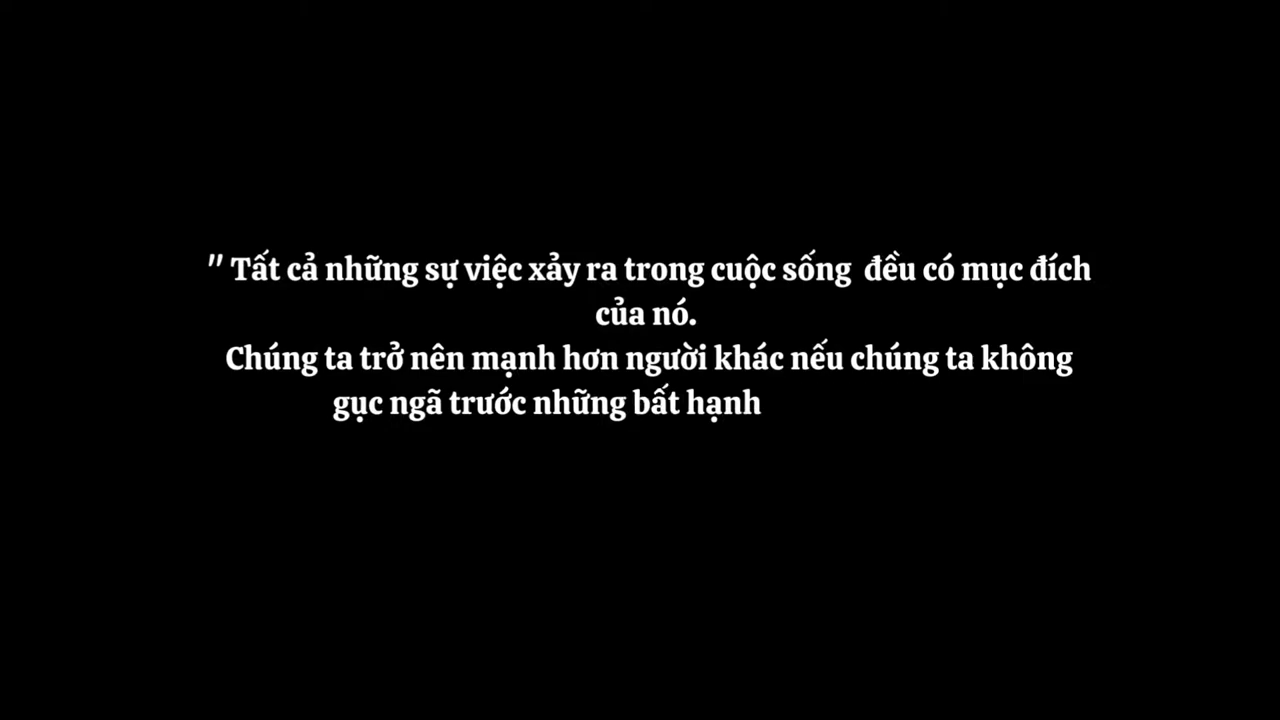 " Tất cả những sự việc xảy ra trong cuộc sống đều có mục đích
của nó.
Chúng ta trở nên mạnh hơn người khác nếu chúng ta không
gục ngã trước những bất hạnh